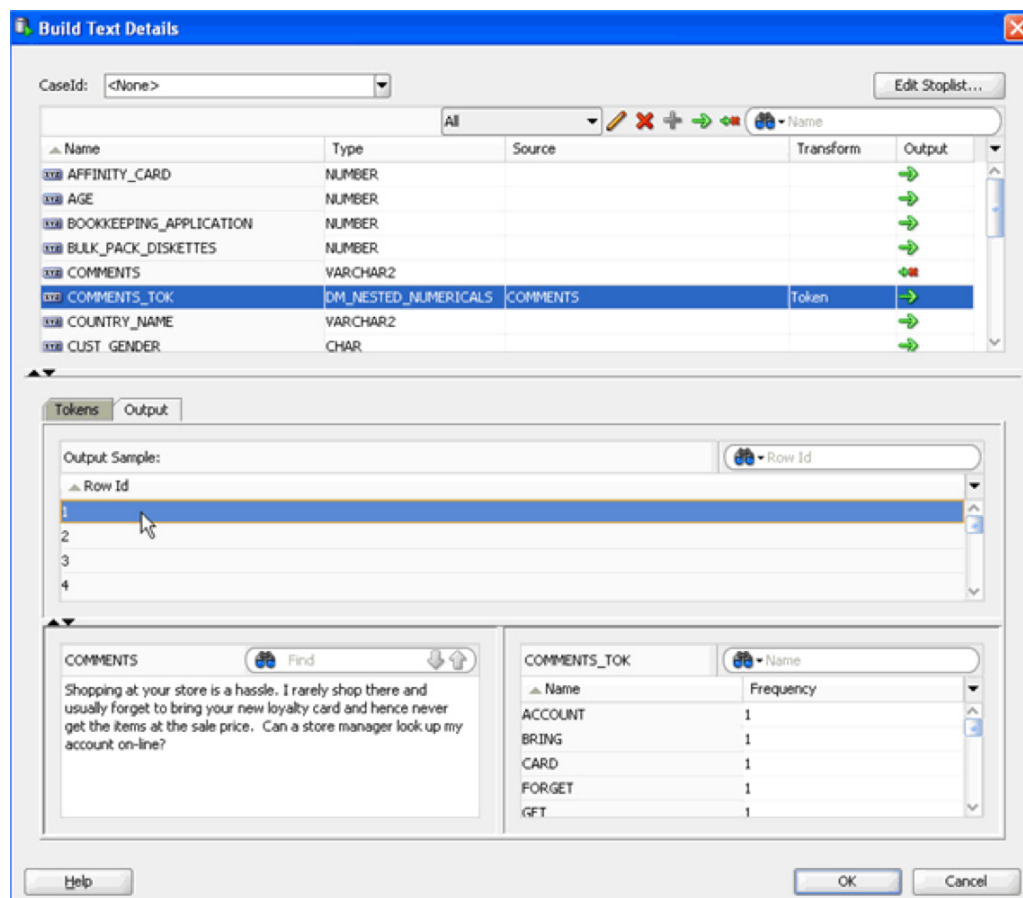 Build Text Details
CaseId: <None> Edit Stoplist...
All Name
Name Type Source Transform Output
AFFINITY_CARD NUMBER
AGE NUMBER
BOOKKEEPING_APPLICATION NUMBER
BULK_PACK_DISKETTES NUMBER
COMMENTS VARCHAR2
COMMENTS_TOK DM_NESTED_NUMERICALS COMMENTS Token
COUNTRY_NAME VARCHAR2
CUST_GENDER CHAR
Tokens Output
Output Sample: Row Id
Row Id
1
2
3
4
COMMENTS Find
Shopping at your store is a hassle. I rarely shop there and
usually forget to bring your new loyalty card and hence never
get the items at the sale price. Can a store manager look up my
account on-line?
COMMENTS_TOK Name
Name Frequency
ACCOUNT 1
BRING 1
CARD 1
FORGET 1
GET 1
Help OK Cancel